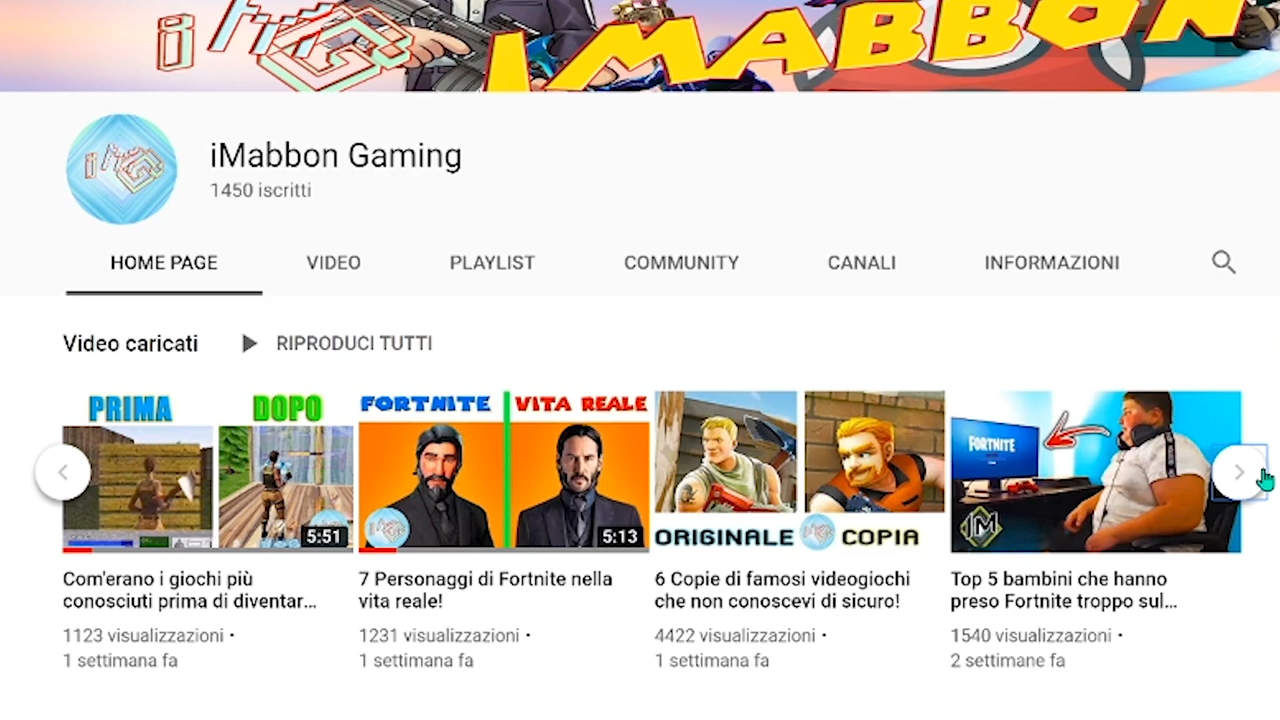 iMG
IMABBON
iMG
iMabbon Gaming
1450 iscritti
HOME PAGE
VIDEO
PLAYLIST
COMMUNITY
CANALI
INFORMAZIONI
Video caricati
RIPRODUCI TUTTI
PRIMA
DOPO
5:51
FORTNITE
VITA REALE
5:13
ORIGINALE
COPIA
FORTNITE
Com'erano i giochi più
conosciuti prima di diventar...
1123 visualizzazioni •
1 settimana fa
7 Personaggi di Fortnite nella
vita reale!
1231 visualizzazioni •
1 settimana fa
6 Copie di famosi videogiochi
che non conoscevi di sicuro!
4422 visualizzazioni •
1 settimana fa
Top 5 bambini che hanno
preso Fortnite troppo sul...
1540 visualizzazioni •
2 settimane fa